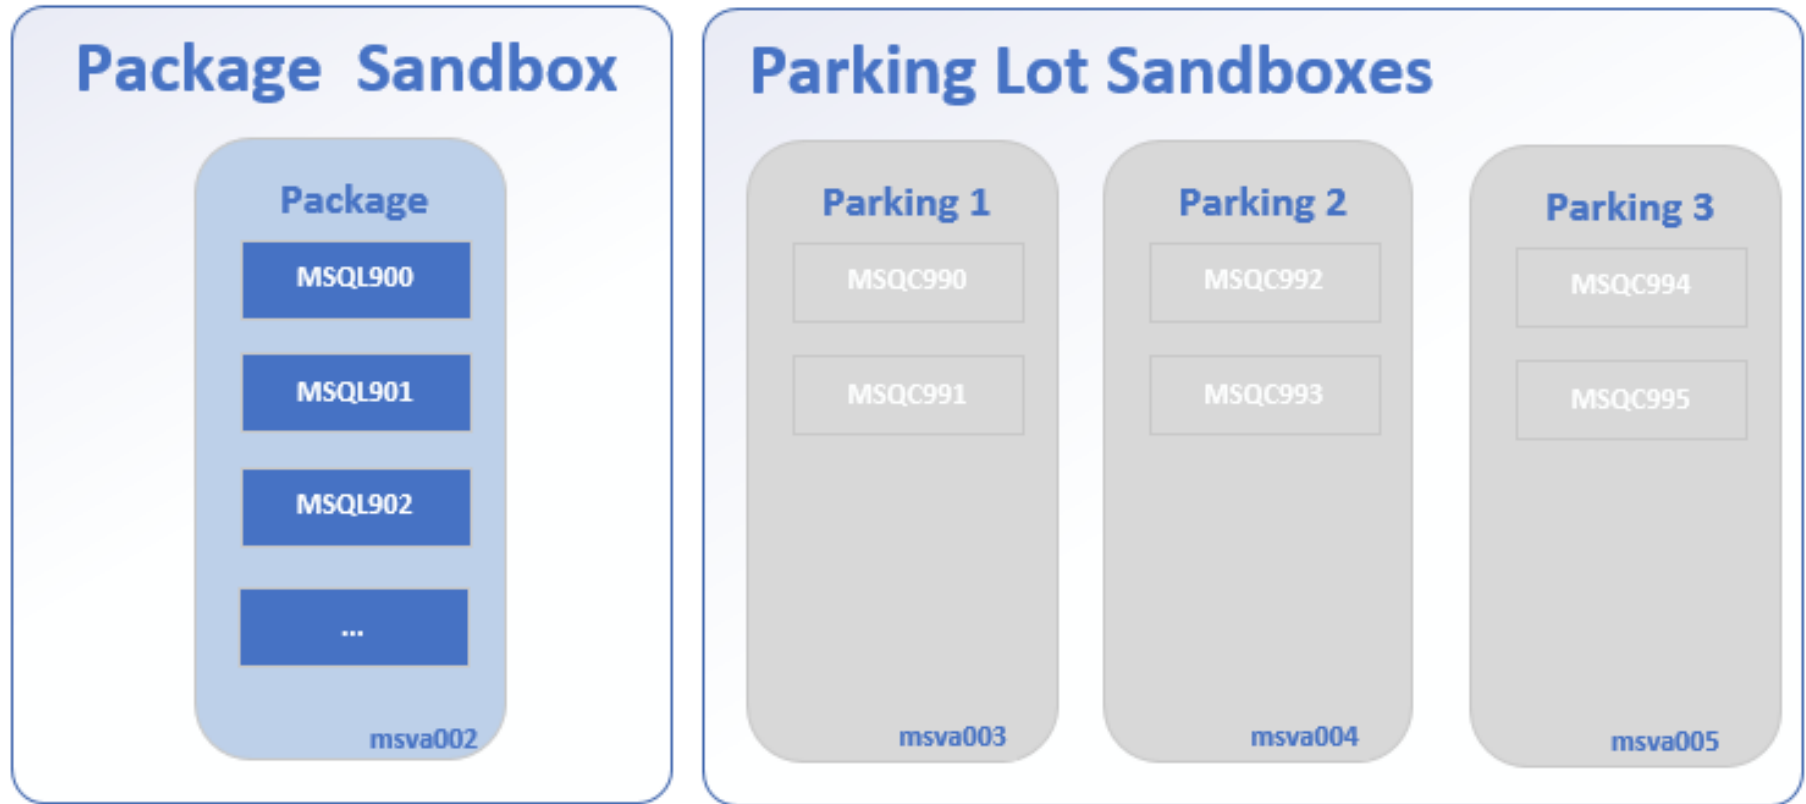 Package Sandbox
Package
MSQL900
MSQL901
MSQL902
...
msva002
Parking Lot Sandboxes
Parking 1
MSQC990
MSQC991
msva003
Parking 2
MSQC992
MSQC993
msva004
Parking 3
MSQC994
MSQC995
msva005